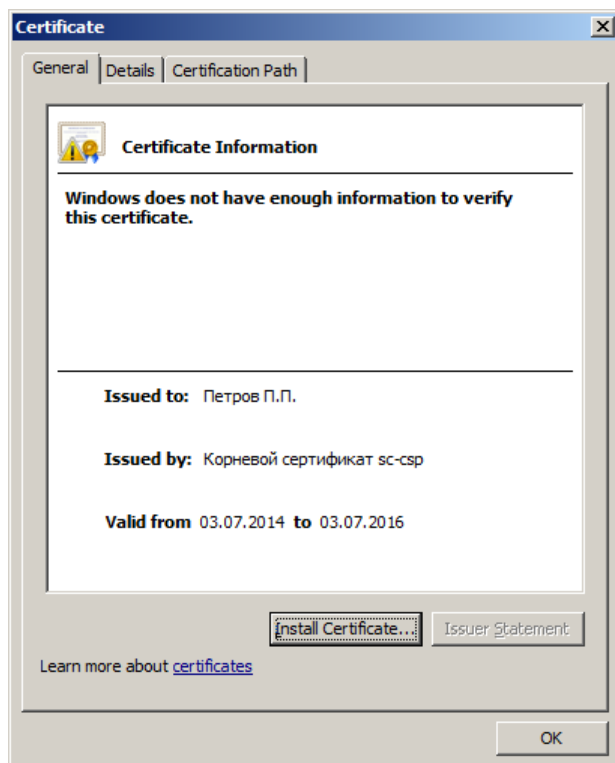 Certificate
General Details Certification Path
Certificate Information
Windows does not have enough information to verify
this certificate.
Issued to: Петров П.П.
Issued by: Корневой сертификат sc-csp
Valid from 03.07.2014 to 03.07.2016
Install Certificate... Issuer Statement
Learn more about certificates
OK